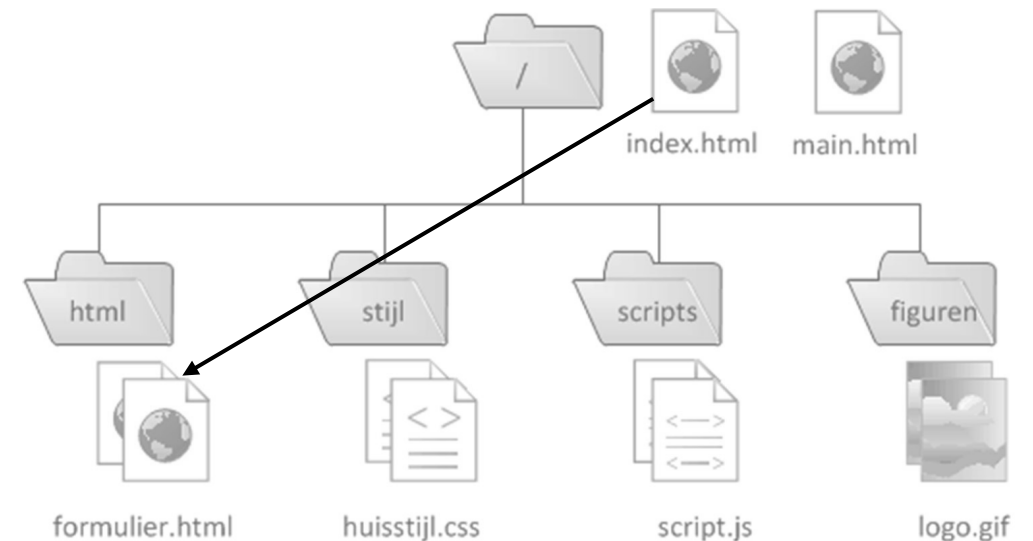 /
index.html
main.html
html
stijl
scripts
figuren
< >
<—>
<—>
formulier.html
huisstijl.css
script.js
logo.gif